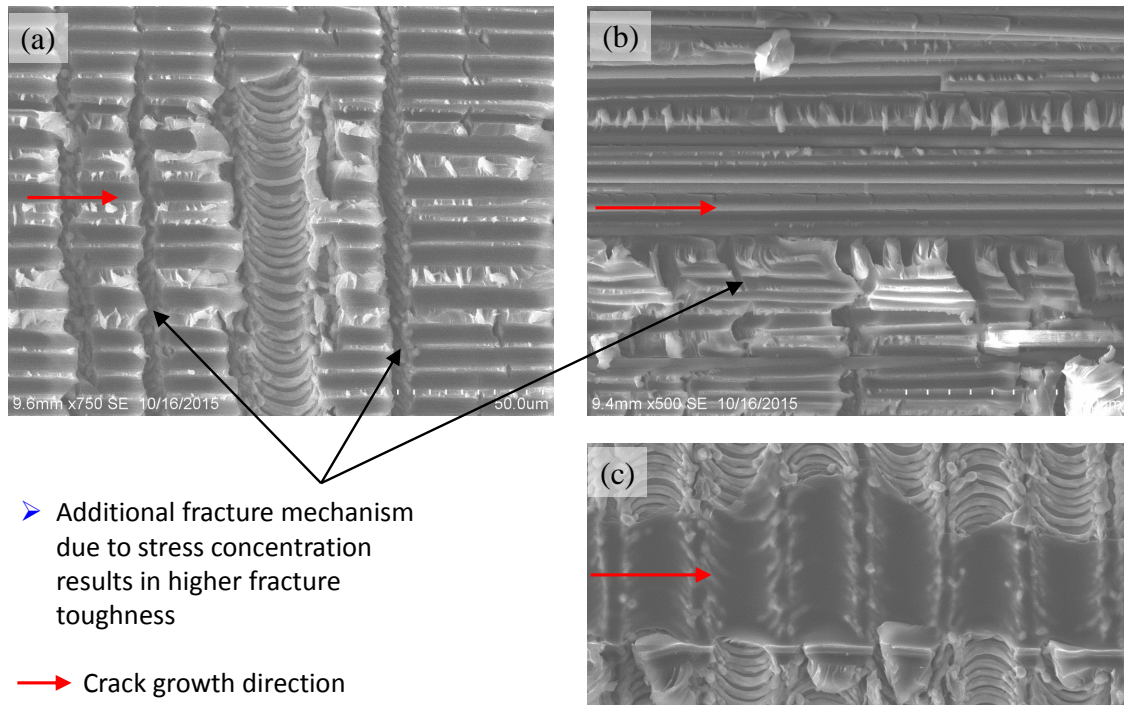 (a)
9.6mm x750 SE 10/16/2015
50.0um
(b)
9.4mm x500 SE 10/16/2015
(c)
Additional fracture mechanism
due to stress concentration
results in higher fracture
toughness
Crack growth direction